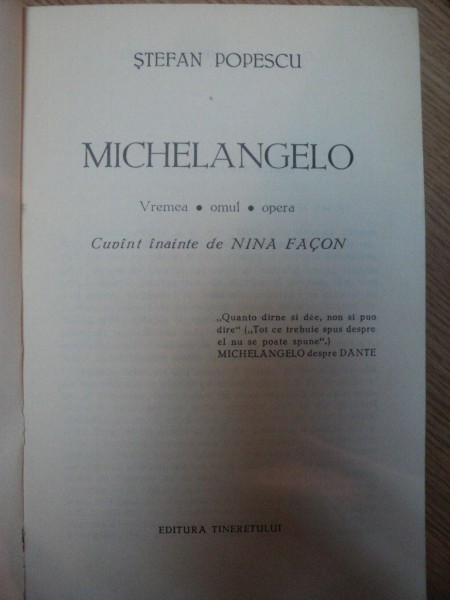 ŞTEFAN POPESCU
MICHELANGELO
Vremea • omul • opera
Cuvînt înainte de NINA FAÇON
„Quanto dirne si dée, non si puo
dire“ („Tot ce trebuie spus despre
el nu se poate spune“.)
MICHELANGELO despre DANTE
EDITURA TINERETULUI